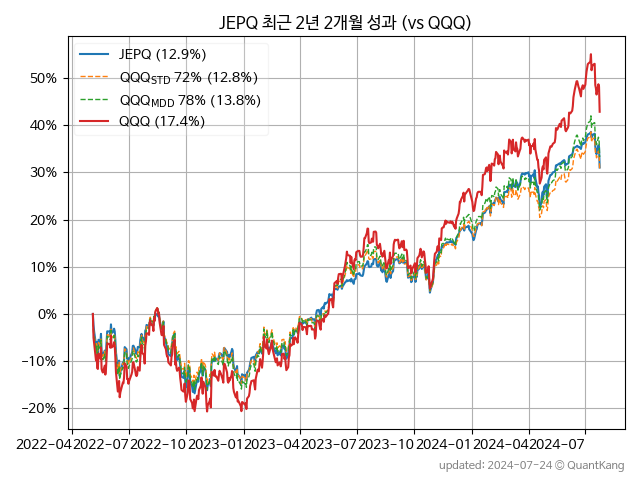 JEPQ 최근 2년 2개월 성과 (vs QQQ)
JEPQ (12.9%)
QQQSTD 72% (12.8%)
QQQMDD 78% (13.8%)
QQQ (17.4%)
50%
40%
30%
20%
10%
0%
−10%
−20%
2022-04 2022-07 2022-10 2023-01 2023-04 2023-07 2023-10 2024-01 2024-04 2024-07
updated: 2024-07-24 © QuantKang